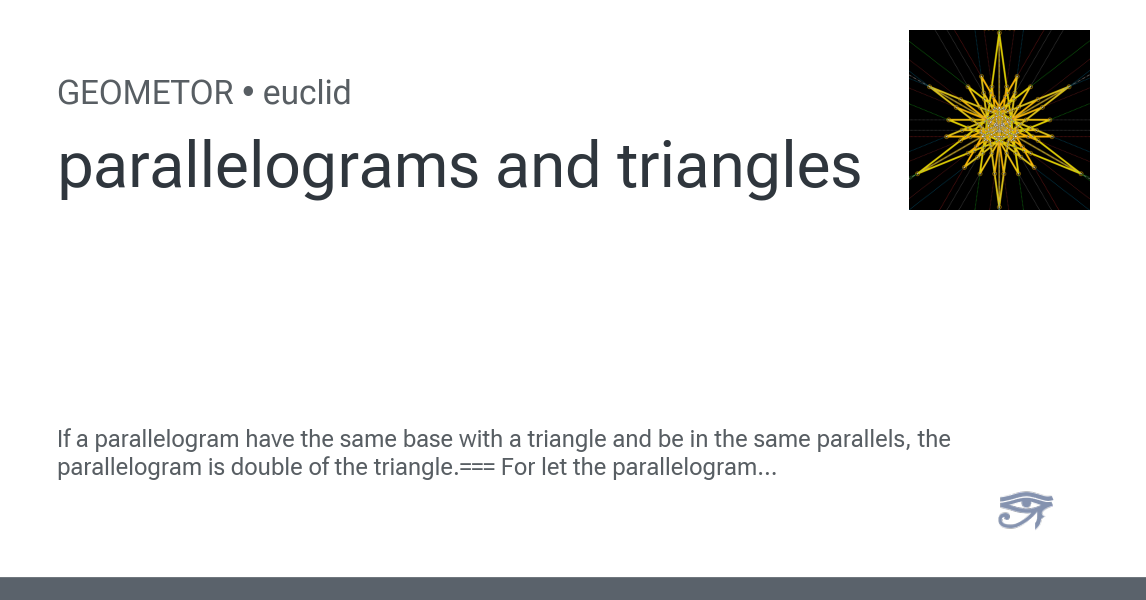 GEOMETOR • euclid
parallelograms and triangles
If a parallelogram have the same base with a triangle and be in the same parallels, the
parallelogram is double of the triangle.=== For let the parallelogram...